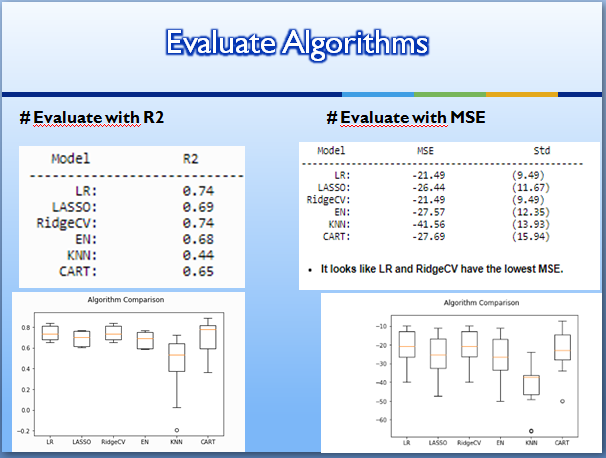 Evaluate Algorithms
# Evaluate with R2
Model R2
------------------------
LR: 0.74
LASSO: 0.69
RidgeCV: 0.74
EN: 0.68
KNN: 0.44
CART: 0.65
Algorithm Comparison
0.8
0.6
0.4
0.2
0.0
−0.2
LR LASSO RidgeCV EN KNN CART
# Evaluate with MSE
Model MSE Std
LR: -21.49 (9.49)
LASSO: -26.44 (11.67)
RidgeCV: -21.49 (9.49)
EN: -27.57 (12.35)
KNN: -41.56 (13.93)
CART: -27.69 (15.94)
• It looks like LR and RidgeCV have the lowest MSE.
Algorithm Comparison
−10
−20
−30
−40
−50
−60
LR LASSO RidgeCV EN KNN CART